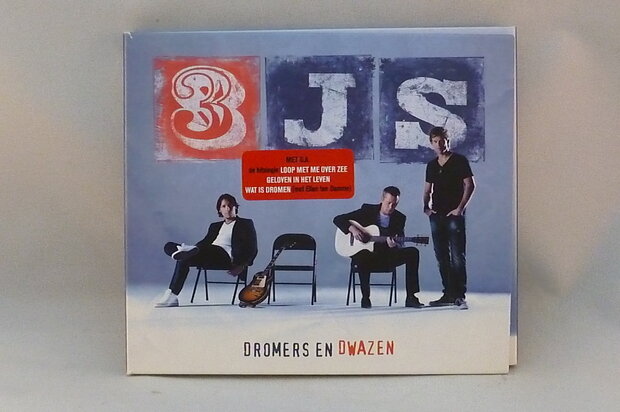 3JS
MET O.A.
de hitsingle LOOP MET ME OVER ZEE
GELOVEN IN HET LEVEN
WAT IS DROMEN (met Ellen ten Damme)
DROMERS EN DWAZEN